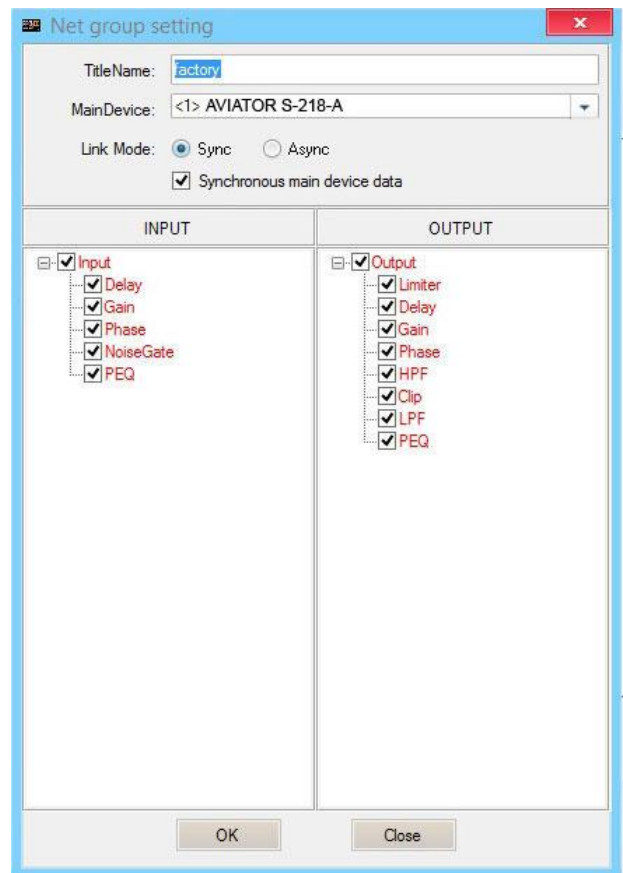 Net group setting
TitleName: factory
MainDevice: <1> AVIATOR S-218-A
Link Mode: Sync Async
Synchronous main device data
INPUT OUTPUT
Input
Delay
Gain
Phase
NoiseGate
PEQ
Output
Limiter
Delay
Gain
Phase
HPF
Clip
LPF
PEQ
OK Close